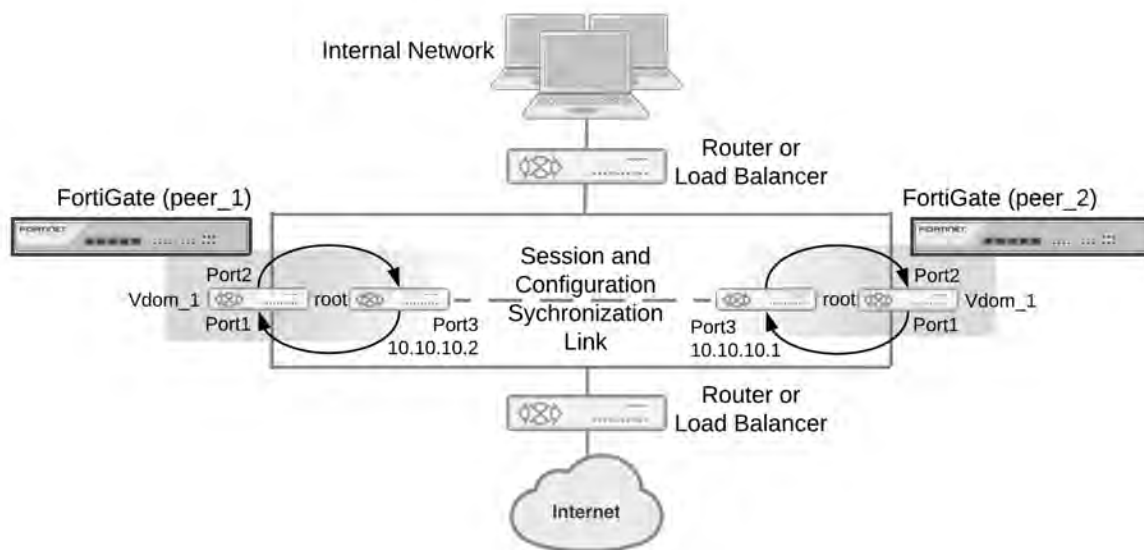 Internal Network
Router or
Load Balancer
FortiGate (peer_1)
FORTINET
FortiGate (peer_2)
FORTINET
Session and
Configuration
Sychronization
Link
Port2
Vdom_1
root
Port1
Port3
10.10.10.2
Port2
root
Vdom_1
Port3
Port1
10.10.10.1
Router or
Load Balancer
Internet